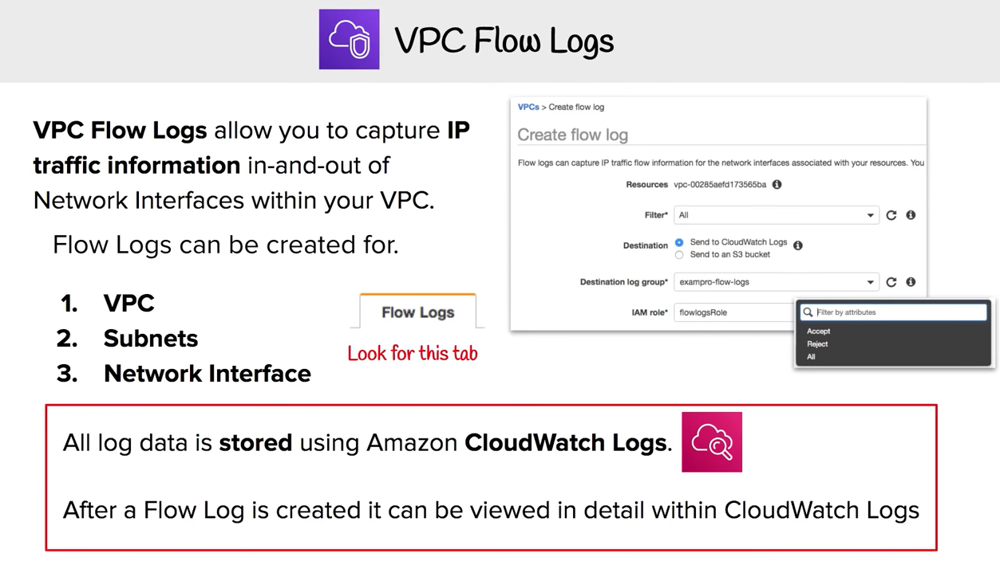 VPC Flow Logs
VPC Flow Logs allow you to capture IP
traffic information in-and-out of
Network Interfaces within your VPC.
Flow Logs can be created for.
1. VPC
2. Subnets
3. Network Interface
Flow Logs
Look for this tab
VPCs > Create flow log
Create flow log
Flow logs can capture IP traffic flow information for the network interfaces associated with your resources. You
Resources vpc-00285aefd173565ba
Filter* All
Destination Send to CloudWatch Logs
Send to an S3 bucket
Destination log group* exampro-flow-logs
IAM role* flowlogsRole
Filter by attributes
Accept
Reject
All
All log data is stored using Amazon CloudWatch Logs.
After a Flow Log is created it can be viewed in detail within CloudWatch Logs